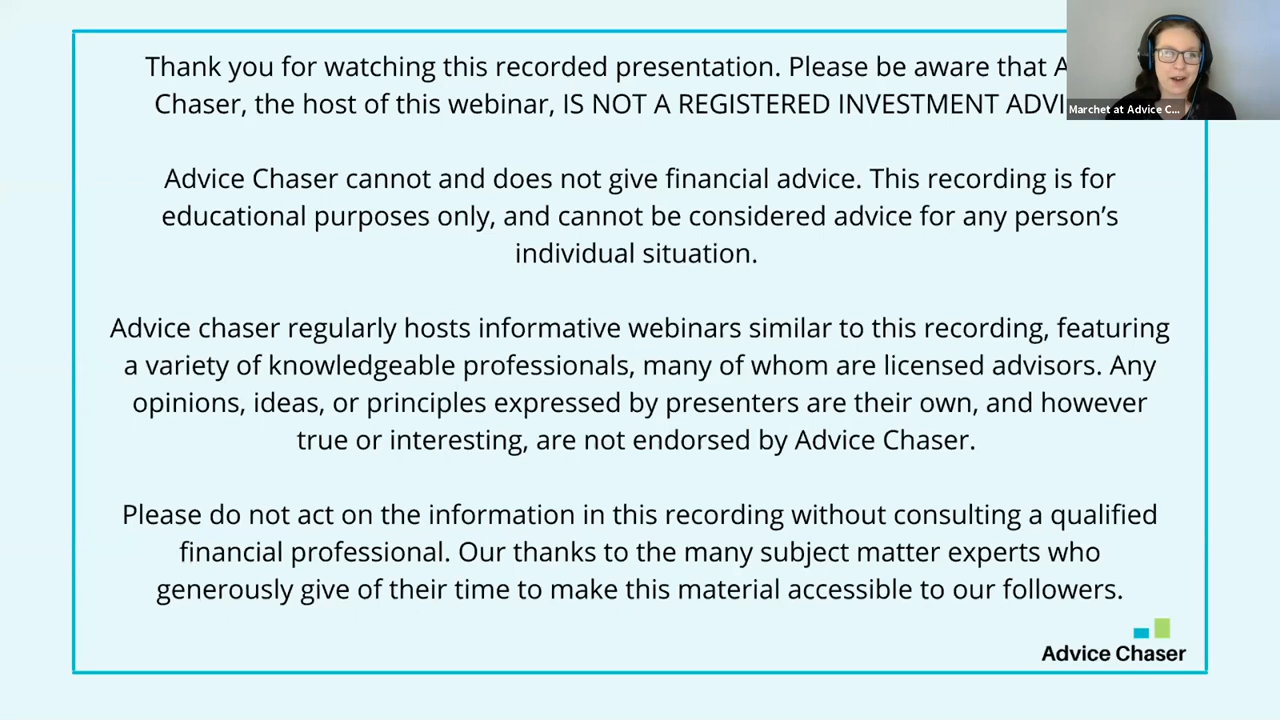 Thank you for watching this recorded presentation. Please be aware that
Chaser, the host of this webinar, IS NOT A REGISTERED INVESTMENT
Marchet at Advice C...
Advice Chaser cannot and does not give financial advice. This recording is for
educational purposes only, and cannot be considered advice for any person’s
individual situation.
Advice chaser regularly hosts informative webinars similar to this recording, featuring
a variety of knowledgeable professionals, many of whom are licensed advisors. Any
opinions, ideas, or principles expressed by presenters are their own, and however
true or interesting, are not endorsed by Advice Chaser.
Please do not act on the information in this recording without consulting a qualified
financial professional. Our thanks to the many subject matter experts who
generously give of their time to make this material accessible to our followers.
Advice Chaser